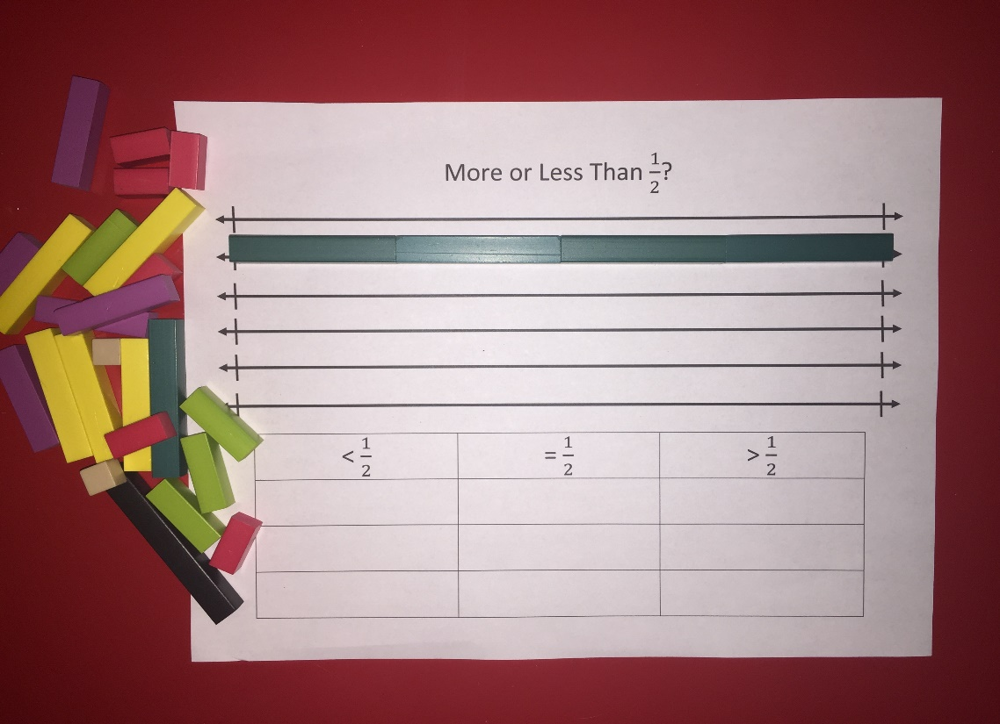 More or Less Than 1/2?
< 1/2 = 1/2 > 1/2